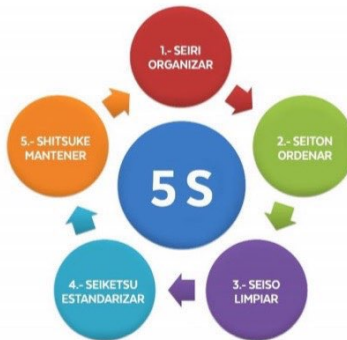 1.- SEIRI
ORGANIZAR
2.- SEITON
ORDENAR
3.- SEISO
LIMPIAR
4.- SEIKETSU
ESTANDARIZAR
5.- SHITSUKE
MANTENER
5 S